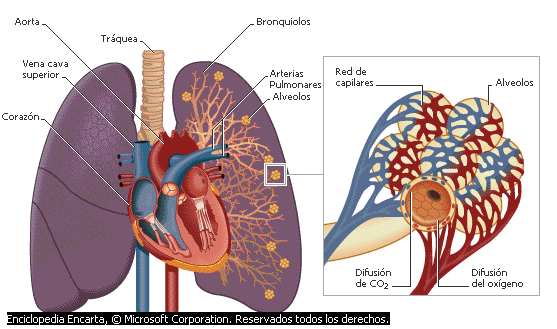 Aorta
Tráquea
Bronquiolos
Vena cava
superior
Arterias
Pulmonares
Alveolos
Corazón
Red de
capilares
Alveolos
Difusión
de CO₂
Difusión
del oxígeno
Enciclopedia Encarta, © Microsoft Corporation. Reservados todos los derechos.